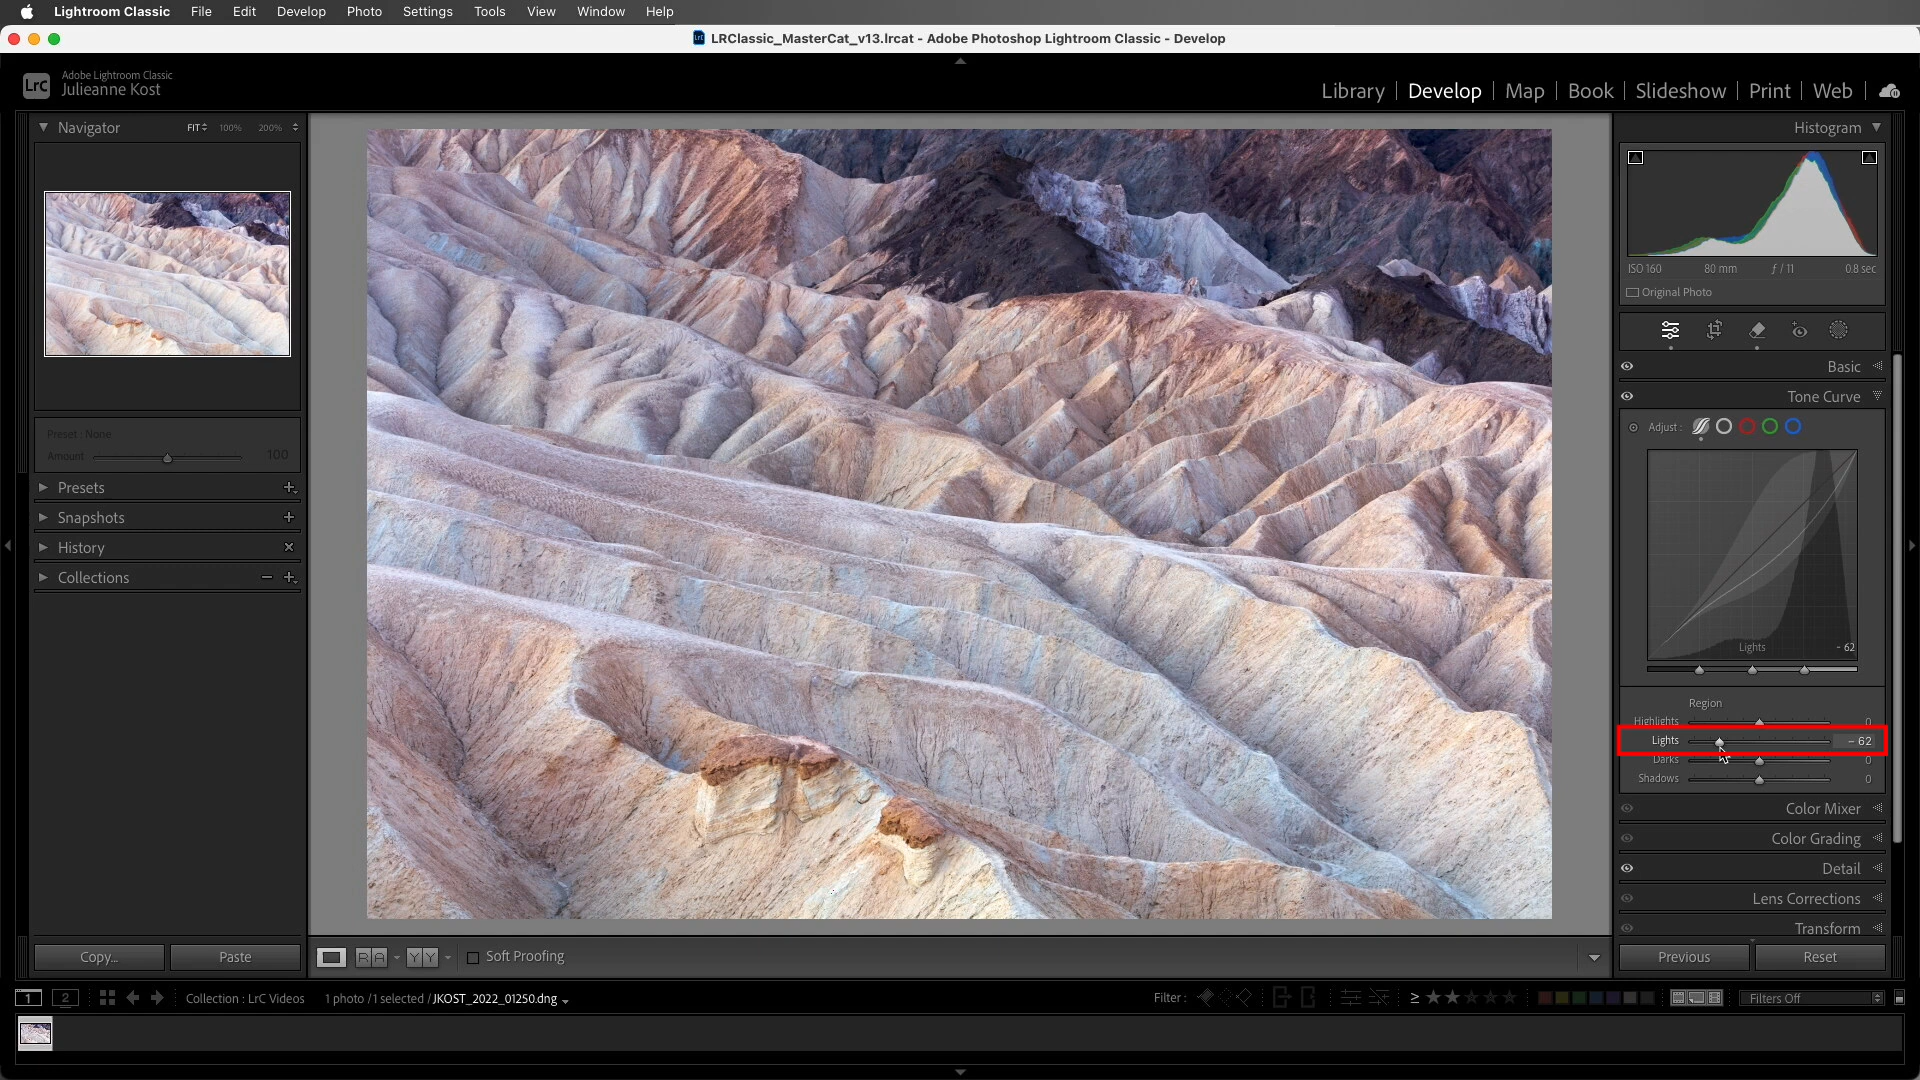 Lightroom Classic File Edit Develop Photo Settings Tools View Window Help
LRClassic_MasterCat_v13.lrcat - Adobe Photoshop Lightroom Classic - Develop
LrC
Adobe Lightroom Classic
Julieanne Kost
Library | Develop | Map | Book | Slideshow | Print | Web
Navigator FIT 100% 200%
Preset : None
Amount 100
Presets
Snapshots
History
Collections
Copy... Paste
R A Y Y Soft Proofing
Histogram
ISO 160 80 mm ƒ / 11 0.8 sec
Original Photo
Basic
Tone Curve
Adjust :
Lights - 62
Region
Highlights 0
Lights – 62
Darks 0
Shadows 0
Color Mixer
Color Grading
Detail
Lens Corrections
Transform
Previous Reset
1 2 Collection : LrC Videos 1 photo / 1 selected / JKOST_2022_01250.dng Filter : ≥ ★★★★★ Filters Off